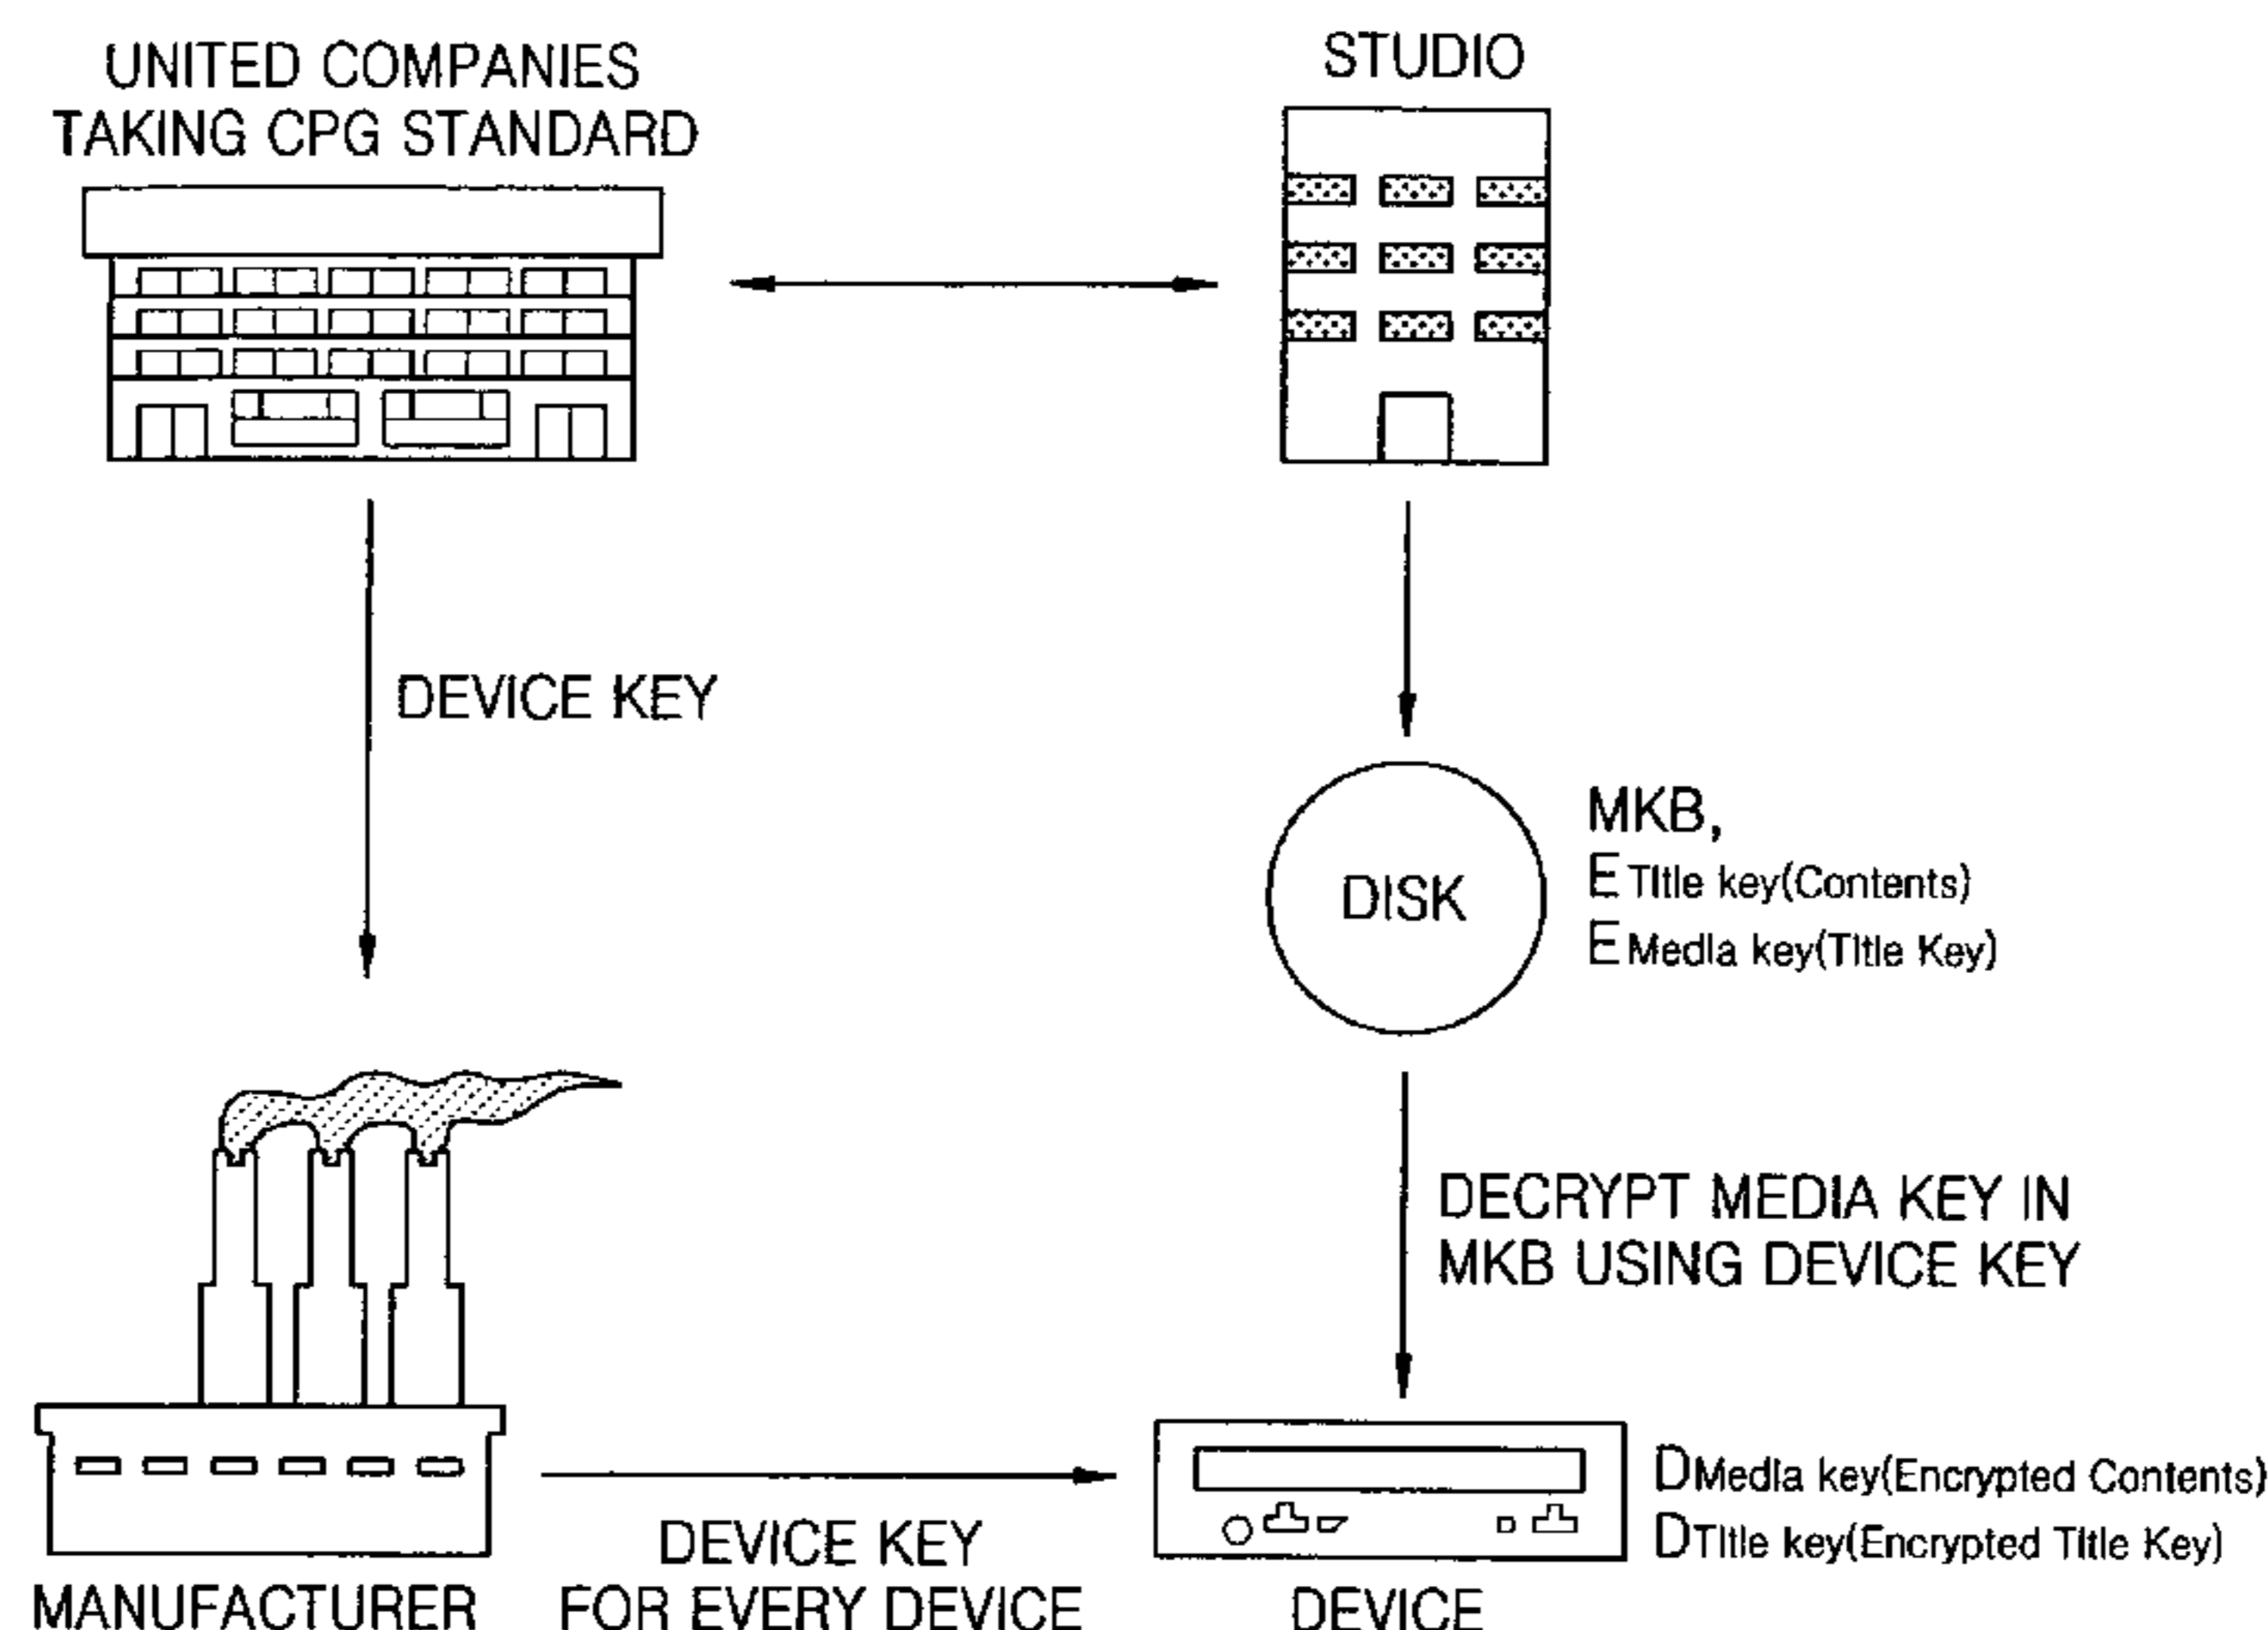 UNITED COMPANIES
TAKING CPG STANDARD
STUDIO
DEVICE KEY
DISK
MKB,
E Title key(Contents)
E Media key(Title Key)
DECRYPT MEDIA KEY IN
MKB USING DEVICE KEY
DMedia key(Encrypted Contents)
DTitle key(Encrypted Title Key)
MANUFACTURER
DEVICE KEY
FOR EVERY DEVICE
DEVICE